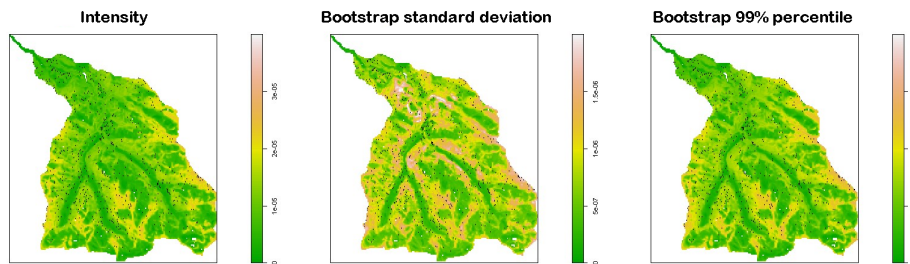 Intensity
Bootstrap standard deviation
Bootstrap 99% percentile
3e-05
2e-05
1e-05
0
1.5e-06
1e-06
5e-07
0